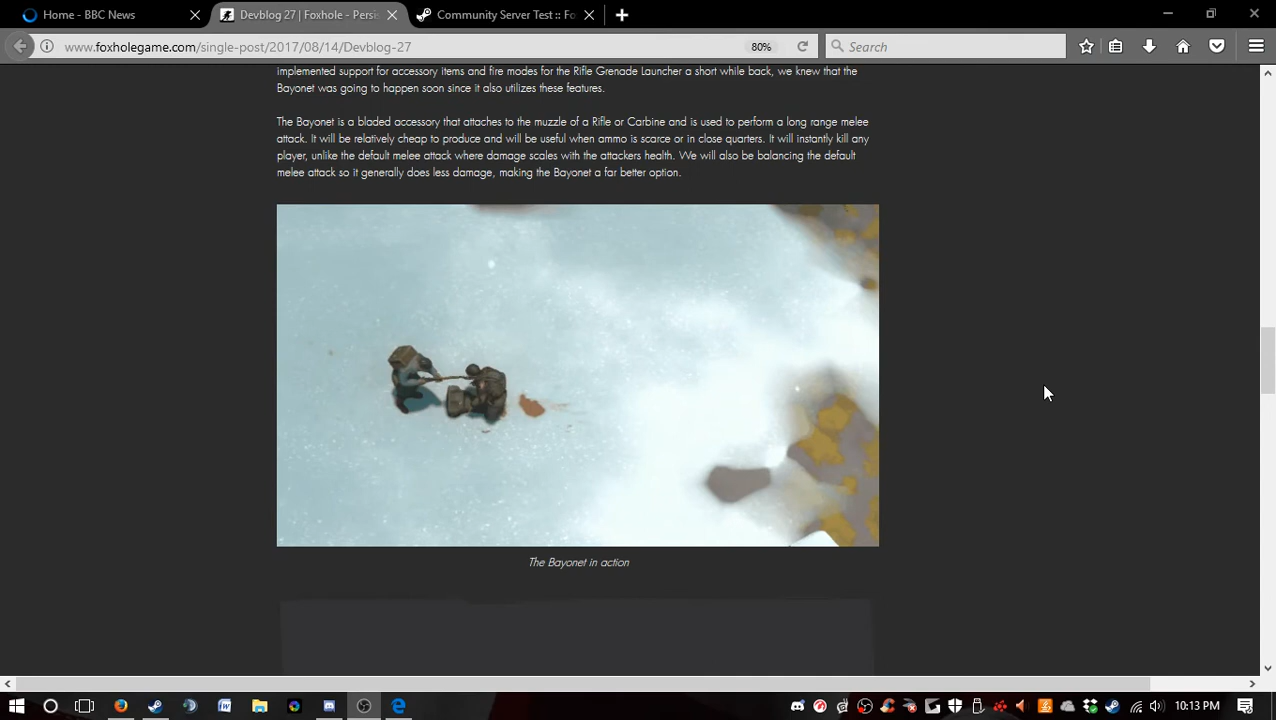 Home - BBC News
Devblog 27 | Foxhole - Persi
Community Server Test :: Fo
www.foxholegame.com/single-post/2017/08/14/Devblog-27
80%
Search
implemented support for accessory items and fire modes for the Rifle Grenade Launcher a short while back, we knew that the
Bayonet was going to happen soon since it also utilizes these features.
The Bayonet is a bladed accessory that attaches to the muzzle of a Rifle or Carbine and is used to perform a long range melee
attack. It will be relatively cheap to produce and will be useful when ammo is scarce or in close quarters. It will instantly kill any
player, unlike the default melee attack where damage scales with the attackers health. We will also be balancing the default
melee attack so it generally does less damage, making the Bayonet a far better option.
The Bayonet in action
10:13 PM